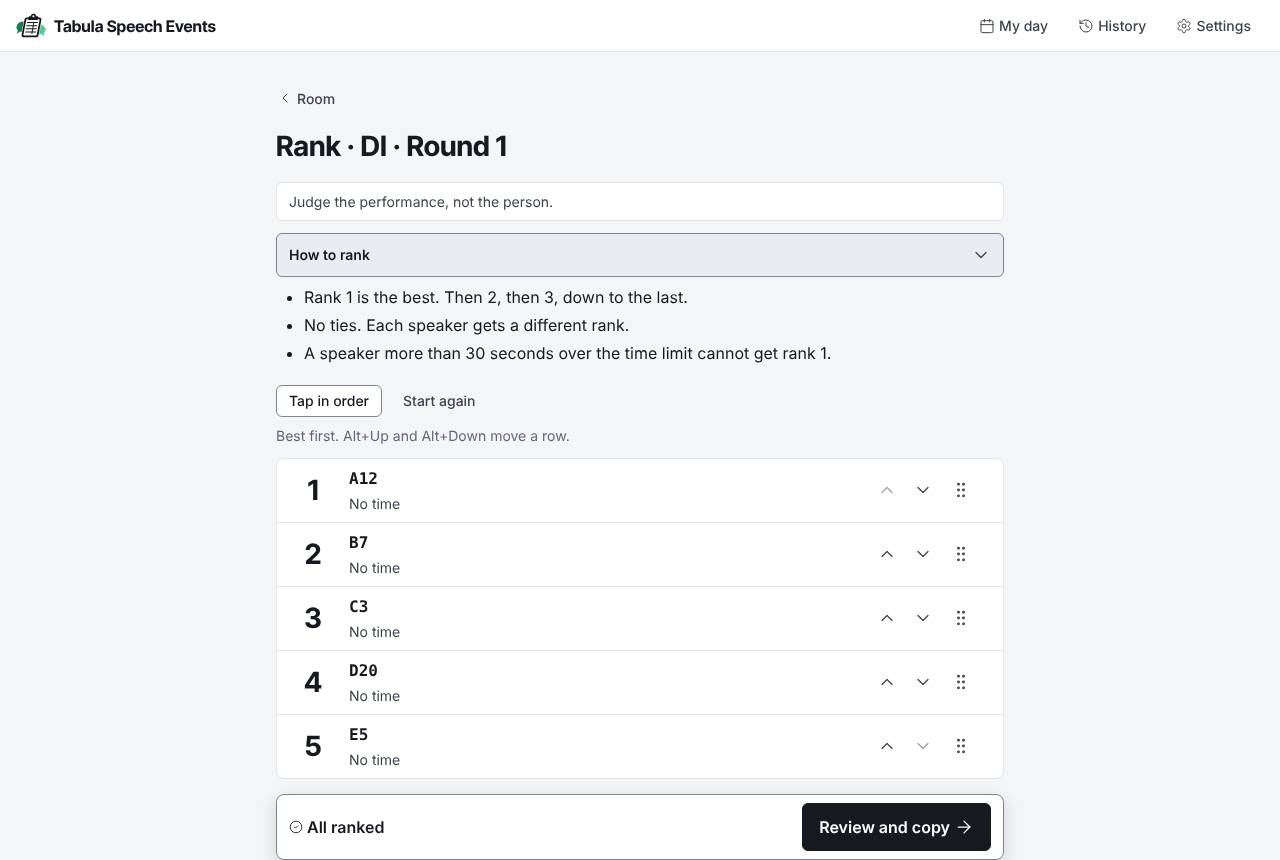 Tabula Speech Events
My day
History
Settings
Room
Rank · DI · Round 1
Judge the performance, not the person.
How to rank
Rank 1 is the best. Then 2, then 3, down to the last.
No ties. Each speaker gets a different rank.
A speaker more than 30 seconds over the time limit cannot get rank 1.
Tap in order
Start again
Best first. Alt+Up and Alt+Down move a row.
1
A12
No time
2
B7
No time
3
C3
No time
4
D20
No time
5
E5
No time
All ranked
Review and copy